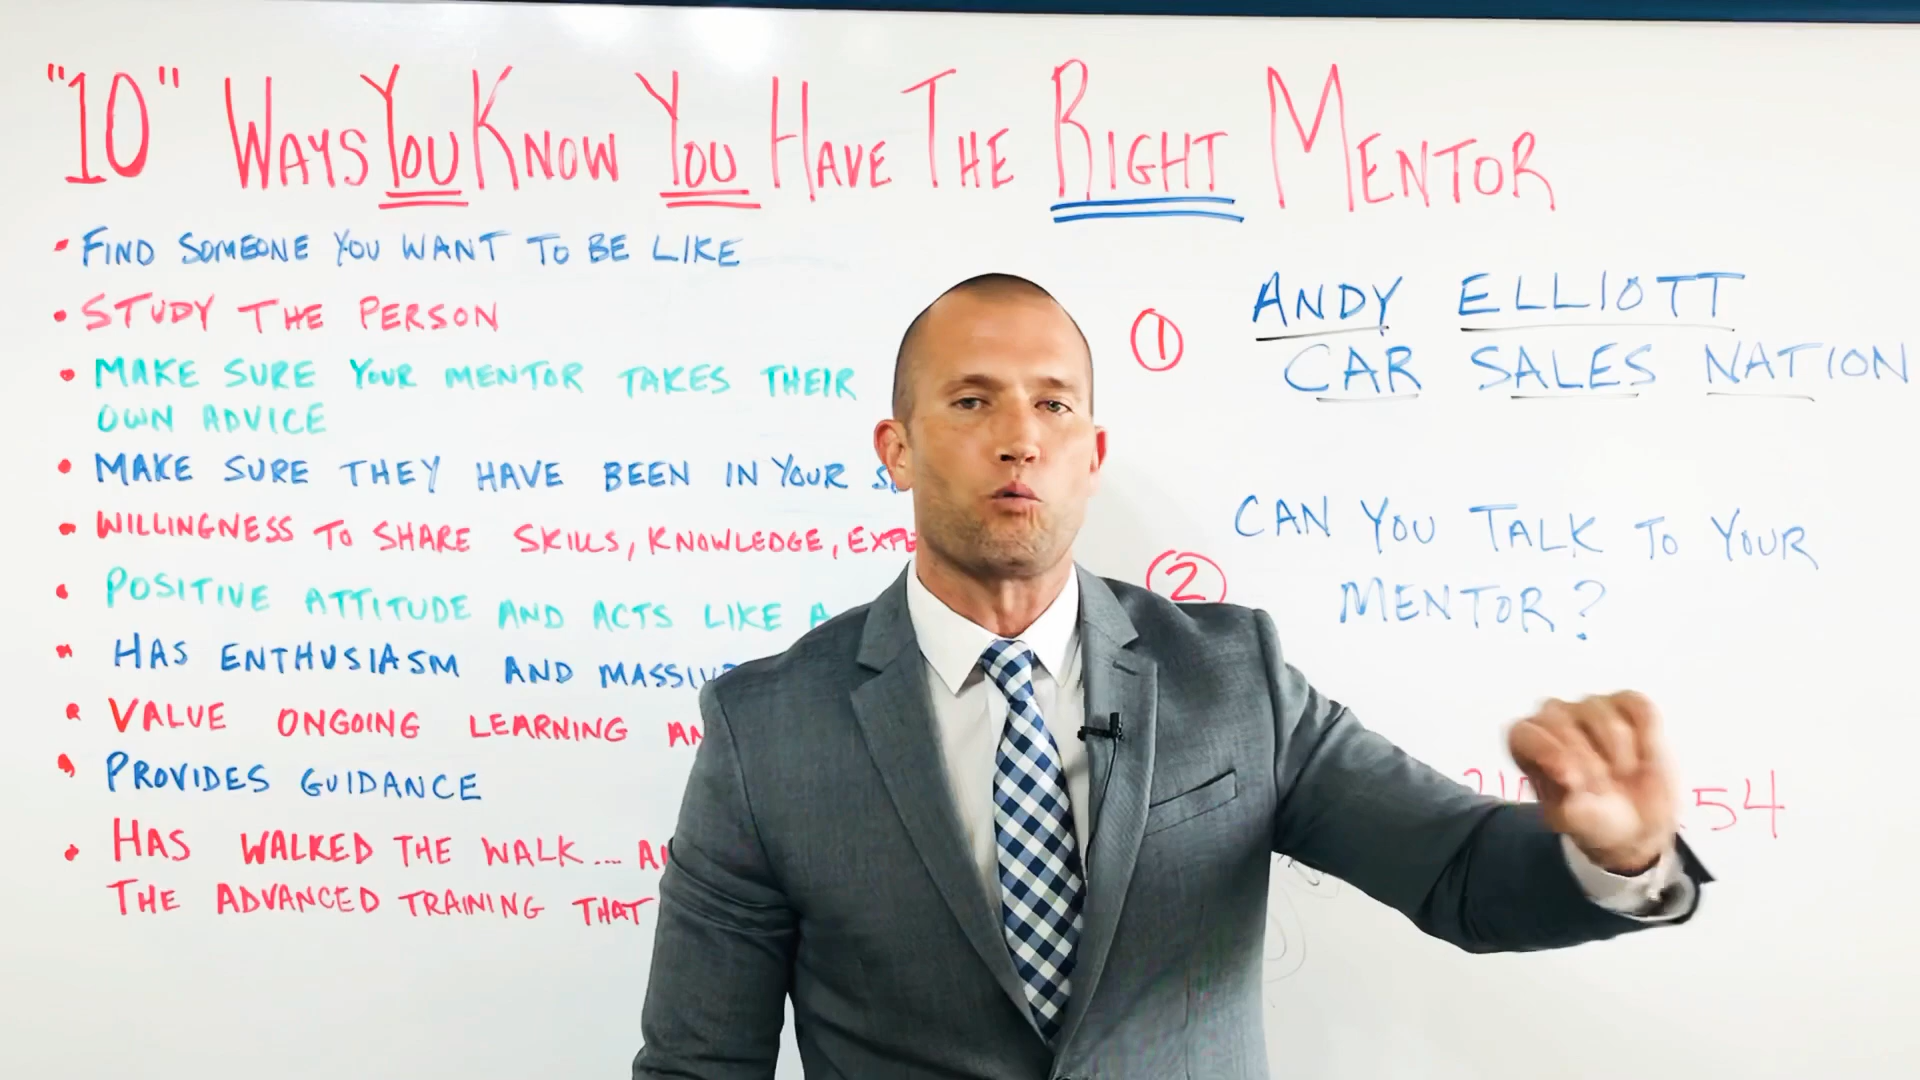 "10" WAYS YOU KNOW YOU HAVE THE RIGHT MENTOR
• FIND SOMEONE YOU WANT TO BE LIKE
• STUDY THE PERSON
• MAKE SURE YOUR MENTOR TAKES THEIR
OWN ADVICE
• MAKE SURE THEY HAVE BEEN IN YOUR
• WILLINGNESS TO SHARE SKILLS, KNOWLEDGE,
• POSITIVE ATTITUDE AND ACTS LIKE A
• HAS ENTHUSIASM AND
• VALUE ONGOING LEARNING
• PROVIDES GUIDANCE
• HAS WALKED THE WALK....
THE ADVANCED TRAINING THAT
1 ANDY ELLIOTT
CAR SALES NATION
2 CAN YOU TALK TO YOUR
MENTOR?
54